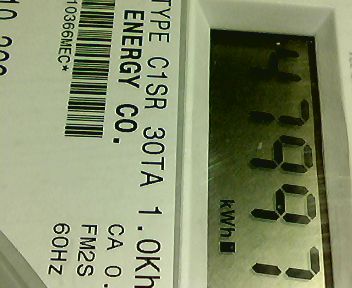 kWh
TYPE C1SR 30TA 1.0Kh
CA 0.
ENERGY CO.
FM2S
60Hz
10366MEC*